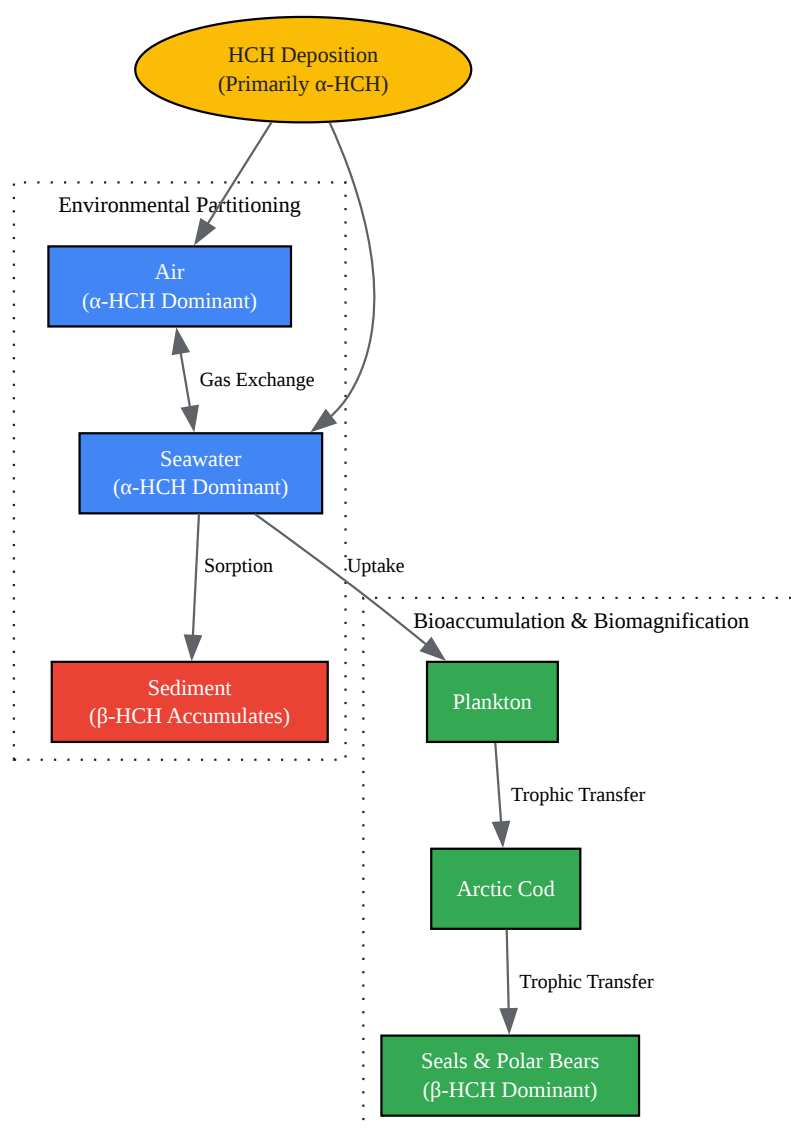 HCH Deposition
(Primarily α-HCH)
Environmental Partitioning
Air
(α-HCH Dominant)
Gas Exchange
Seawater
(α-HCH Dominant)
Sorption
Uptake
Bioaccumulation & Biomagnification
Sediment
(β-HCH Accumulates)
Plankton
Trophic Transfer
Arctic Cod
Trophic Transfer
Seals & Polar Bears
(β-HCH Dominant)